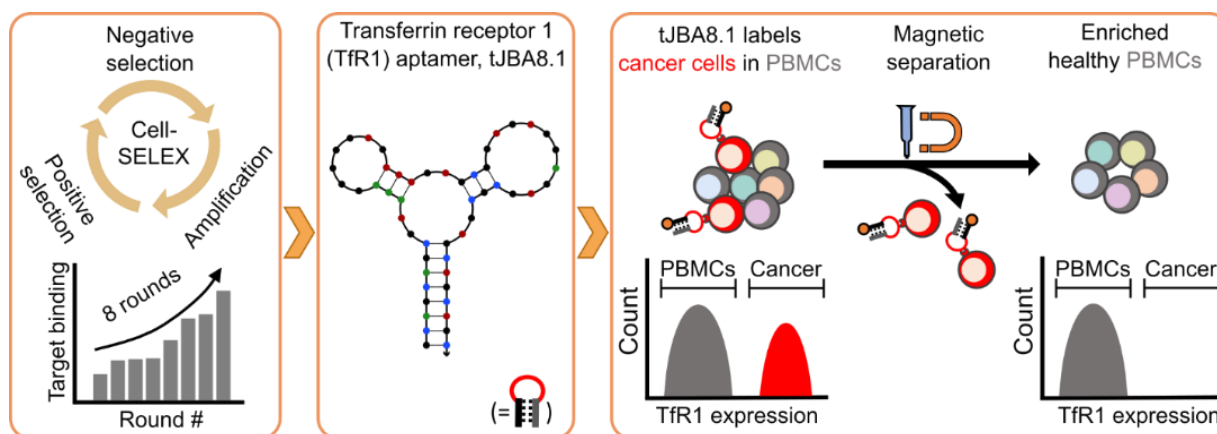 Negative
selection
Cell-
SELEX
Positive
selection
Amplification
8 rounds
Target binding
Round #
Transferrin receptor 1
(TfR1) aptamer, tJBA8.1
(= )
tJBA8.1 labels
cancer cells in PBMCs
Magnetic
separation
Enriched
healthy PBMCs
PBMCs Cancer
Count
TfR1 expression
PBMCs Cancer
Count
TfR1 expression